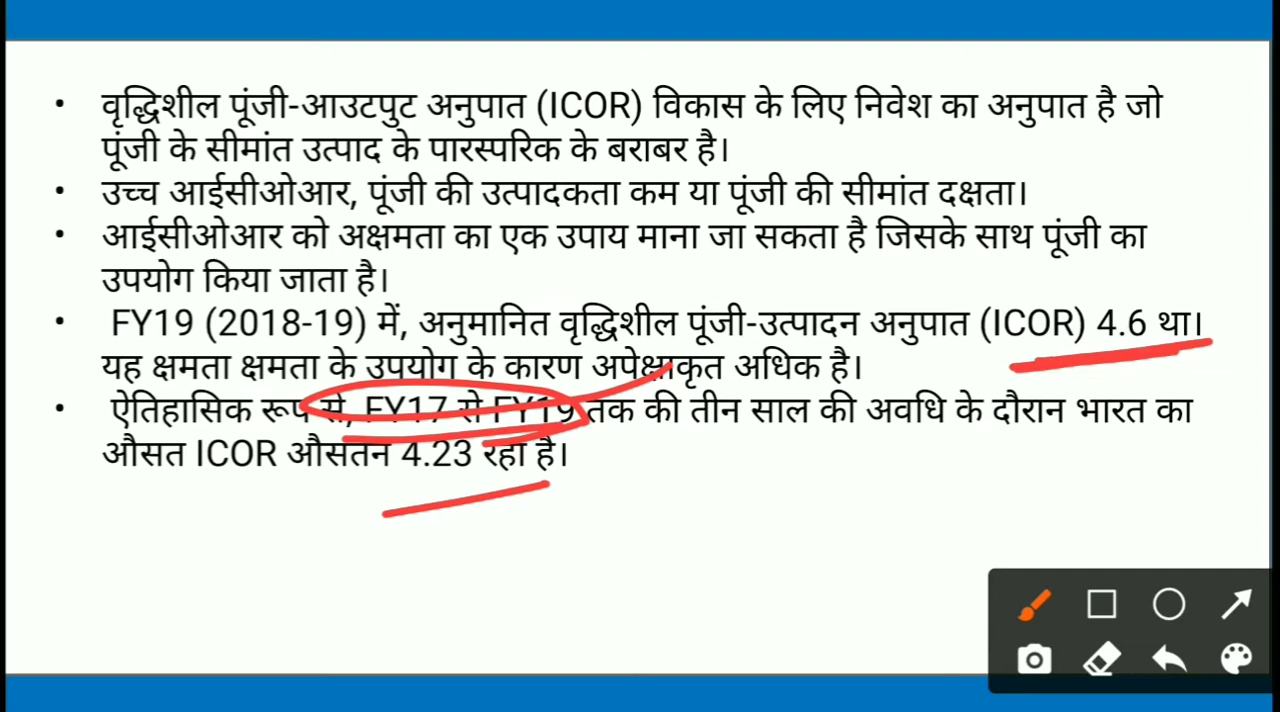 • वृद्धिशील पूंजी-आउटपुट अनुपात (ICOR) विकास के लिए निवेश का अनुपात है जो
पूंजी के सीमांत उत्पाद के पारस्परिक के बराबर है।
• उच्च आईसीओआर, पूंजी की उत्पादकता कम या पूंजी की सीमांत दक्षता।
• आईसीओआर को अक्षमता का एक उपाय माना जा सकता है जिसके साथ पूंजी का
उपयोग किया जाता है।
• FY19 (2018-19) में, अनुमानित वृद्धिशील पूंजी-उत्पादन अनुपात (ICOR) 4.6 था।
यह क्षमता क्षमता के उपयोग के कारण अपेक्षाकृत अधिक है।
• ऐतिहासिक रूप से, FY17 से FY19 तक की तीन साल की अवधि के दौरान भारत का
औसत ICOR औसतन 4.23 रहा है।